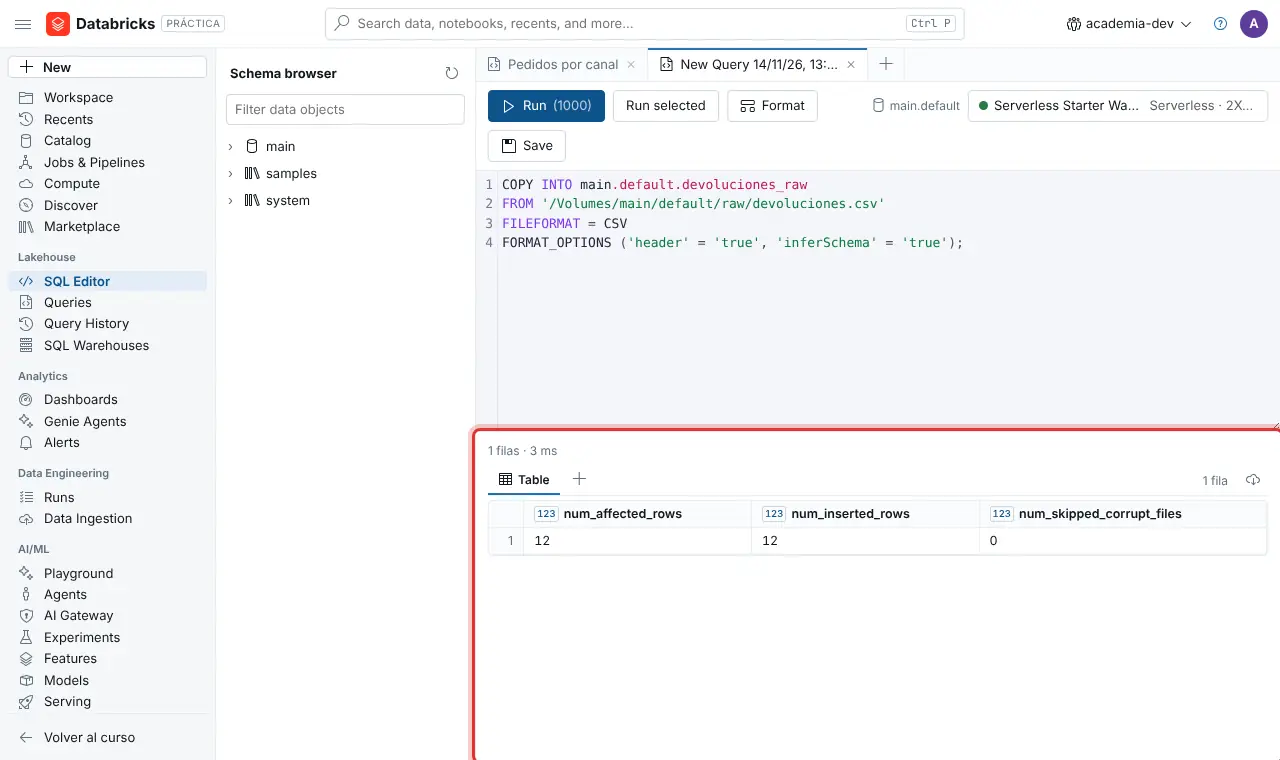 Databricks PRÁCTICA
Search data, notebooks, recents, and more...
Ctrl P
academia-dev
?
A
New
Workspace
Recents
Catalog
Jobs & Pipelines
Compute
Discover
Marketplace
Lakehouse
SQL Editor
Queries
Query History
SQL Warehouses
Analytics
Dashboards
Genie Agents
Alerts
Data Engineering
Runs
Data Ingestion
AI/ML
Playground
Agents
AI Gateway
Experiments
Features
Models
Serving
Volver al curso
Schema browser
Filter data objects
main
samples
system
Pedidos por canal
New Query 14/11/26, 13:...
Run (1000)
Run selected
Format
main.default
Serverless Starter Wa... Serverless · 2X...
Save
1 COPY INTO main.default.devoluciones_raw
2 FROM '/Volumes/main/default/raw/devoluciones.csv'
3 FILEFORMAT = CSV
4 FORMAT_OPTIONS ('header' = 'true', 'inferSchema' = 'true');
1 filas · 3 ms
Table
1 fila
123 num_affected_rows 123 num_inserted_rows 123 num_skipped_corrupt_files
1 12 12 0